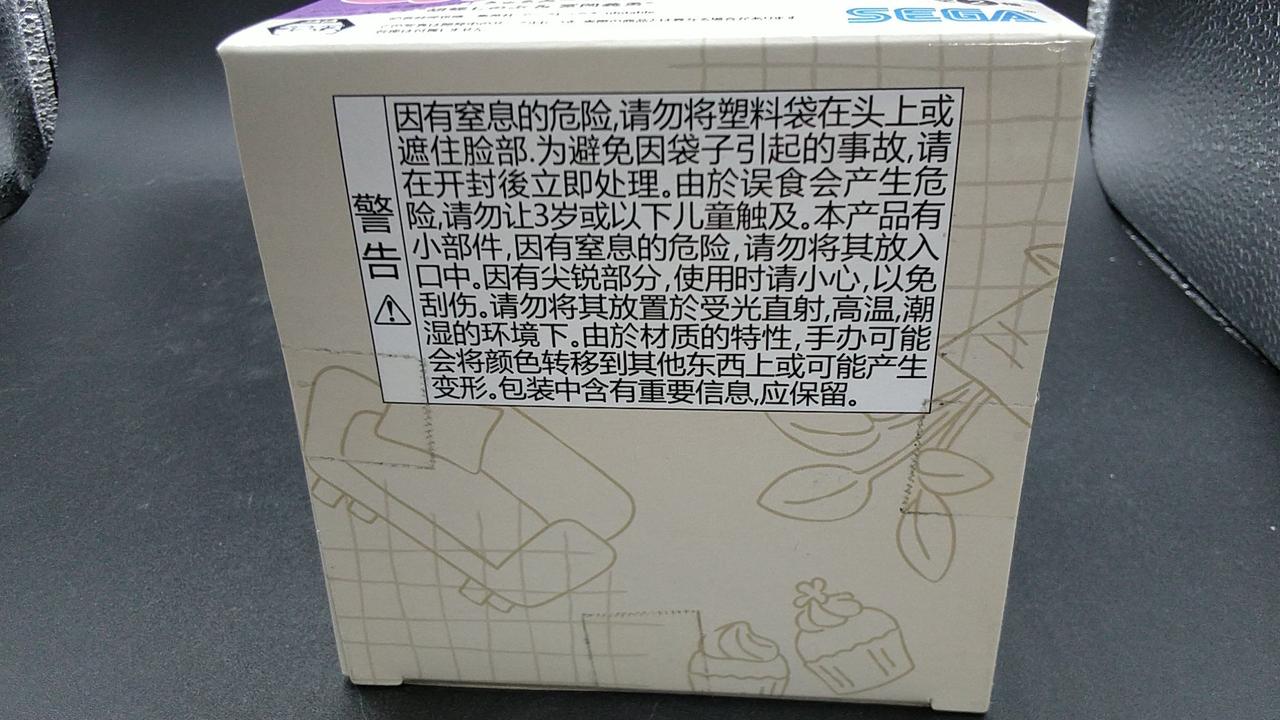 SEGA
警告
因有窒息的危险,请勿将塑料袋在头上或
遮住脸部.为避免因袋子引起的事故,请
在开封後立即处理。由於误食会产生危
险,请勿让3岁或以下儿童触及。本产品有
小部件,因有窒息的危险,请勿将其放入
口中。因有尖锐部分,使用时请小心,以免
刮伤。请勿将其放置於受光直射,高温,潮
湿的环境下。由於材质的特性,手办可能
会将颜色转移到其他东西上或可能产生
变形。包装中含有重要信息,应保留。